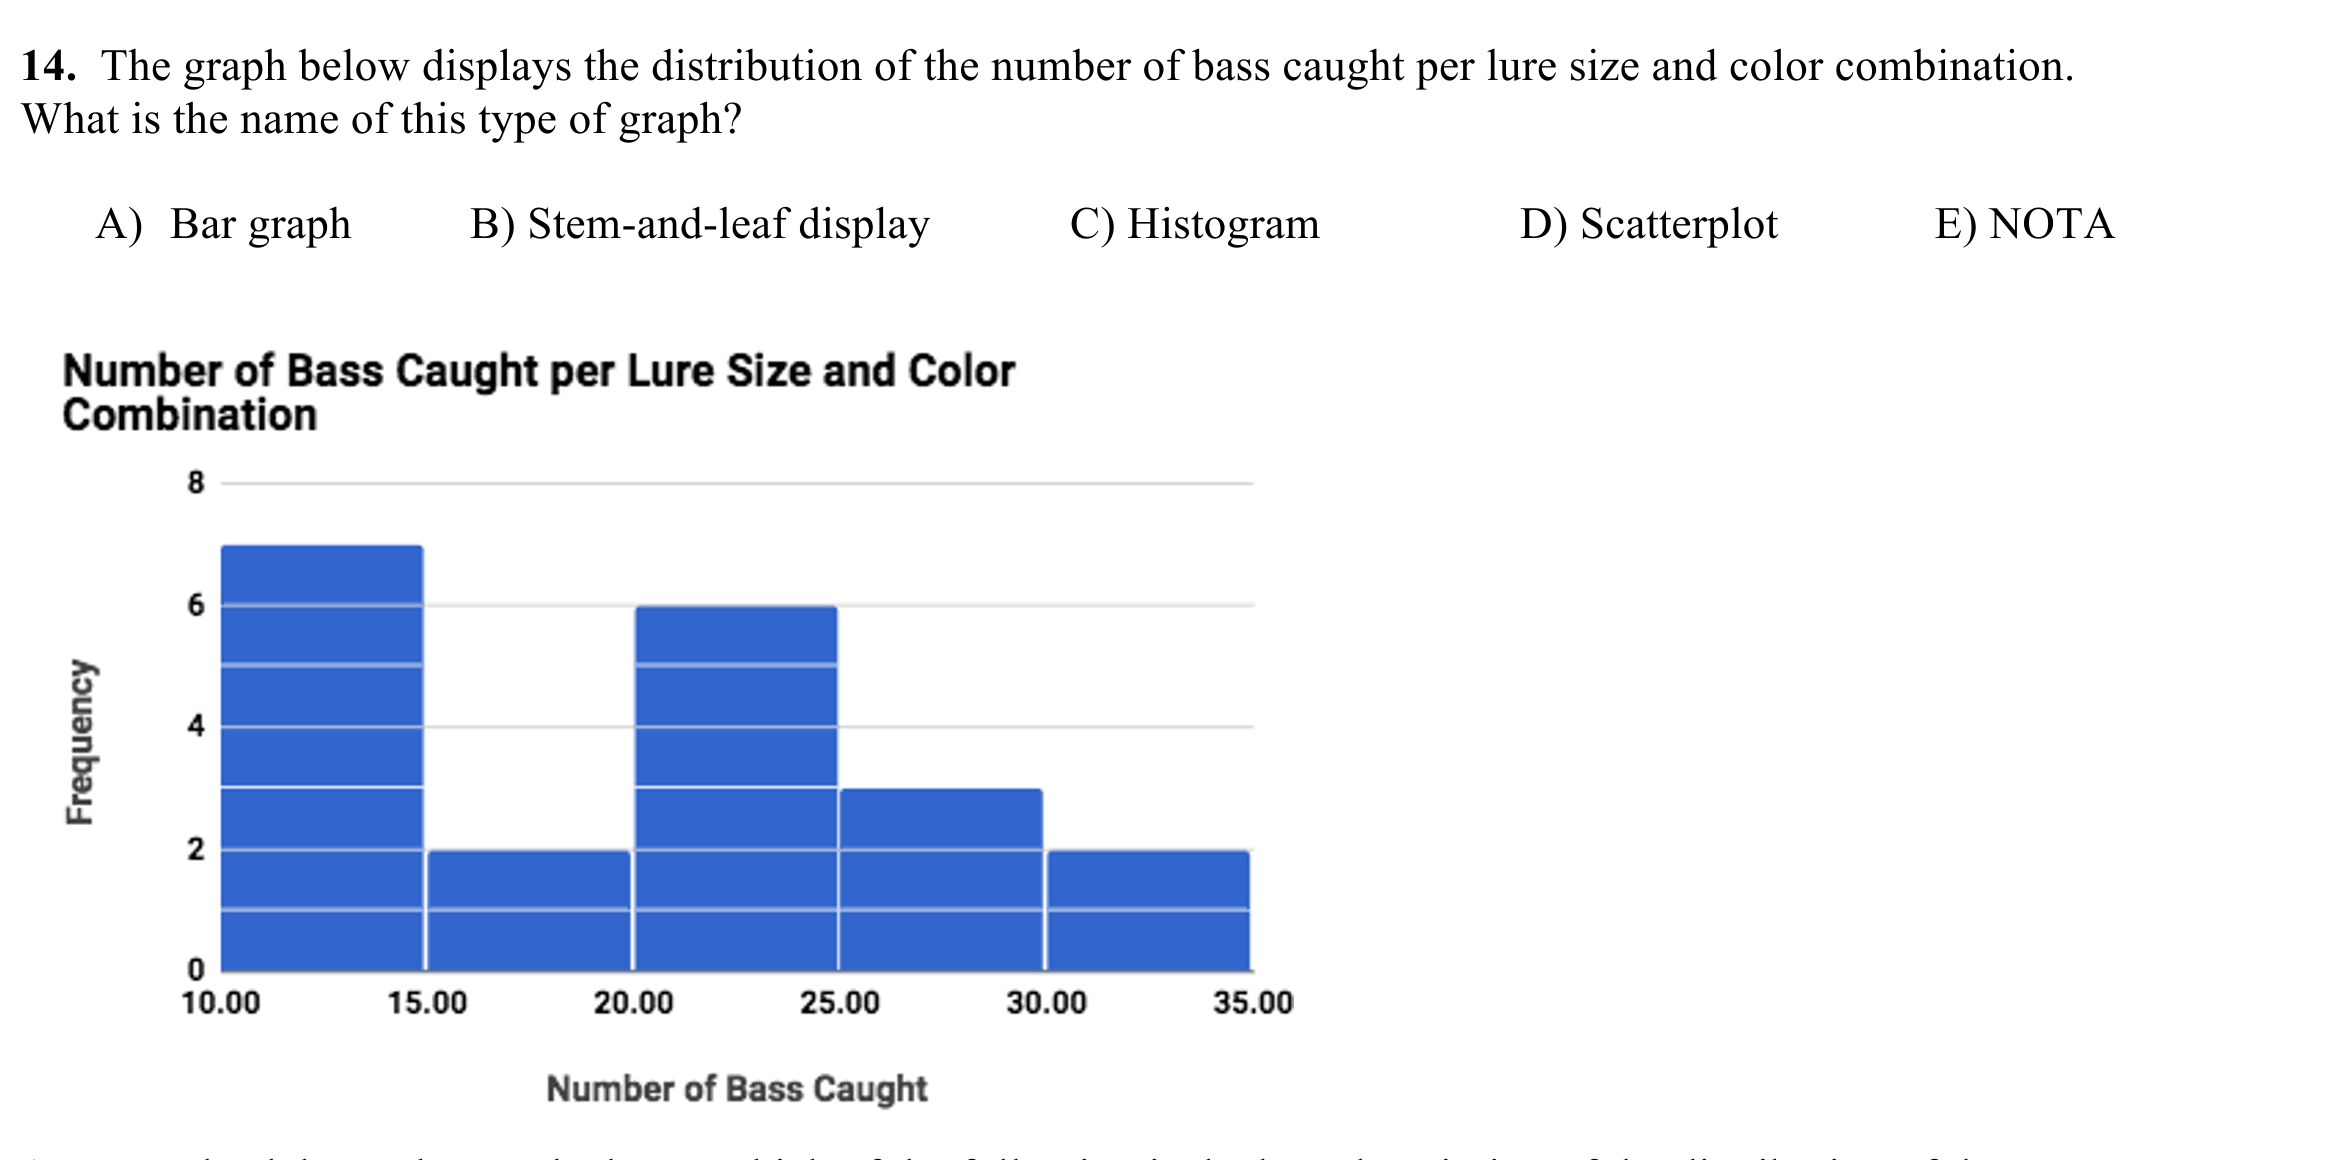 14. The graph below displays the distribution of the number of bass caught per lure size and color combination.
What is the name of this type of graph?
A) Bar graph B) Stem-and-leaf display C) Histogram D) Scatterplot E) NOTA
Number of Bass Caught per Lure Size and Color
Combination
8
6
4
2
0
Frequency
10.00 15.00 20.00 25.00 30.00 35.00
Number of Bass Caught